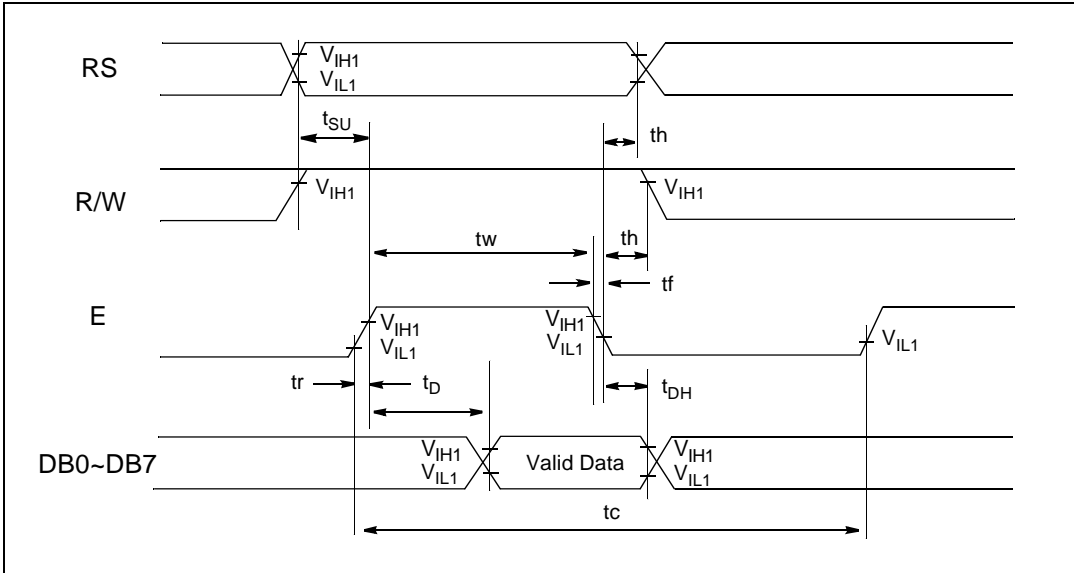 RS
VIH1
VIL1
tSU
th
R/W
VIH1
VIH1
tw
th
tf
E
VIH1
VIL1
VIH1
VIL1
VIL1
tr
tD
tDH
DB0~DB7
VIH1
VIL1
Valid Data
VIH1
VIL1
tc